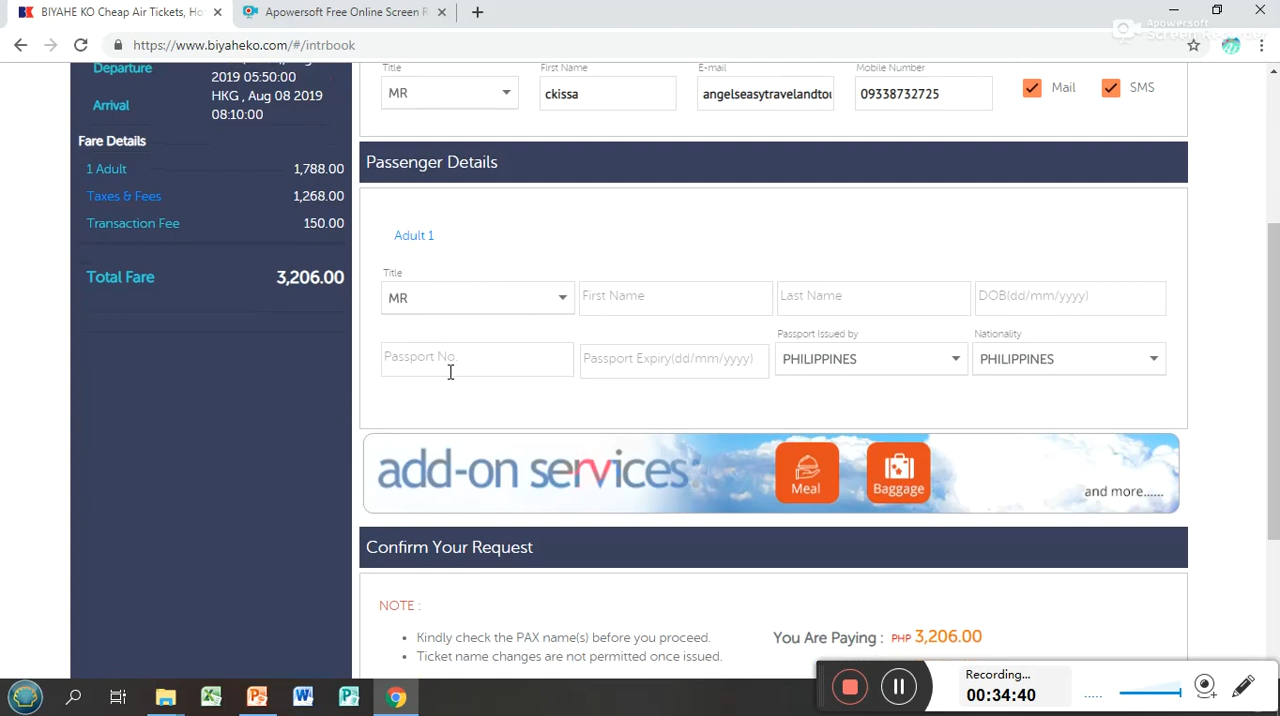 BIYAHE KO Cheap Air Tickets, Ho
Apowersoft Free Online Screen R
https://www.biyaheko.com/#/intrbook
Apowersoft
Screen Recorder
Departure
2019 05:50:00
Arrival
HKG , Aug 08 2019
08:10:00
Fare Details
1 Adult 1,788.00
Taxes & Fees 1,268.00
Transaction Fee 150.00
Total Fare 3,206.00
Title
MR
First Name
ckissa
E-mail
angelseasytravelandtou
Mobile Number
09338732725
Mail
SMS
Passenger Details
Adult 1
Title
MR
First Name
Last Name
DOB(dd/mm/yyyy)
Passport No.
Passport Expiry(dd/mm/yyyy)
Passport Issued by
PHILIPPINES
Nationality
PHILIPPINES
add-on services
Meal
Baggage
and more......
Confirm Your Request
NOTE :
• Kindly check the PAX name(s) before you proceed.
• Ticket name changes are not permitted once issued.
You Are Paying : PHP 3,206.00
Recording...
00:34:40